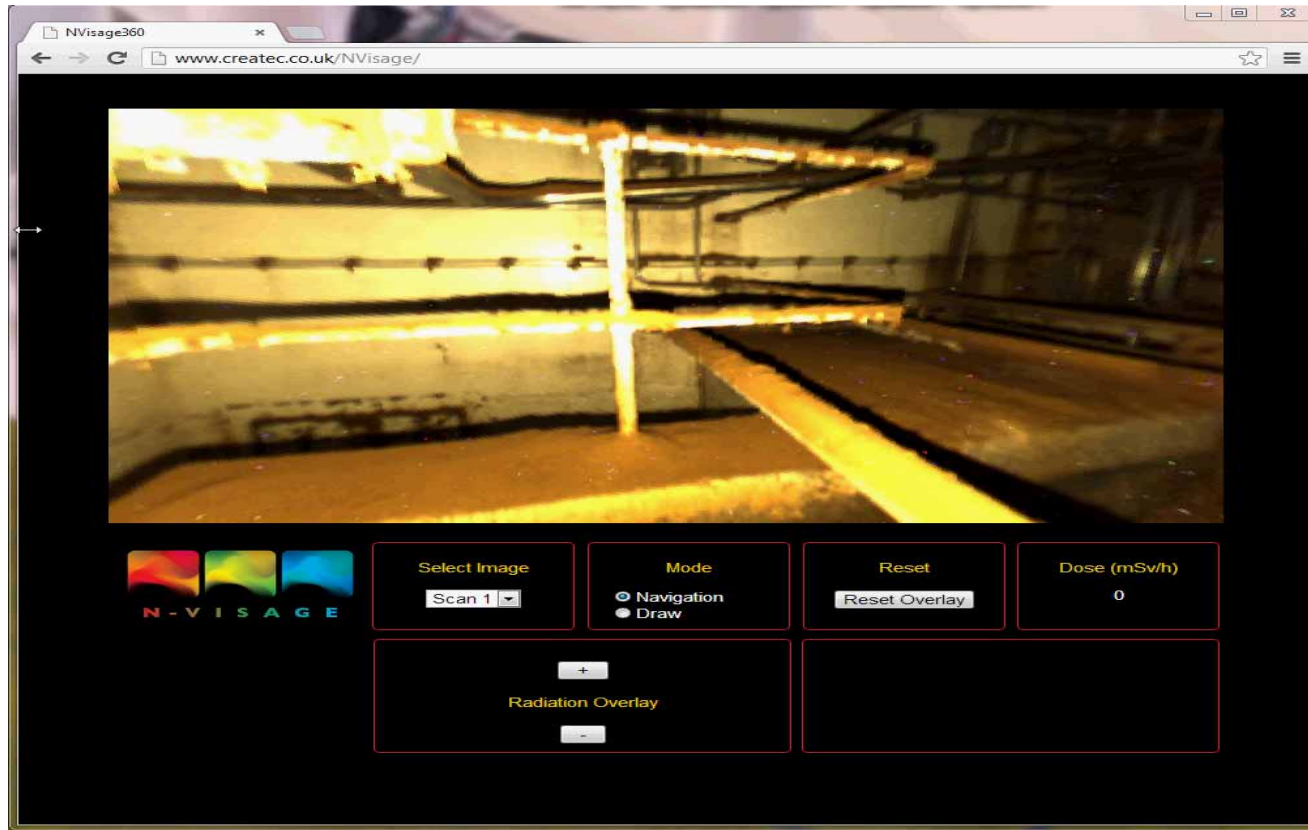 NVisage360
www.createc.co.uk/NVisage/
N-VISAGE
Select Image
Scan 1
Mode
Navigation
Draw
Reset
Reset Overlay
Dose (mSv/h)
0
+
Radiation Overlay
-